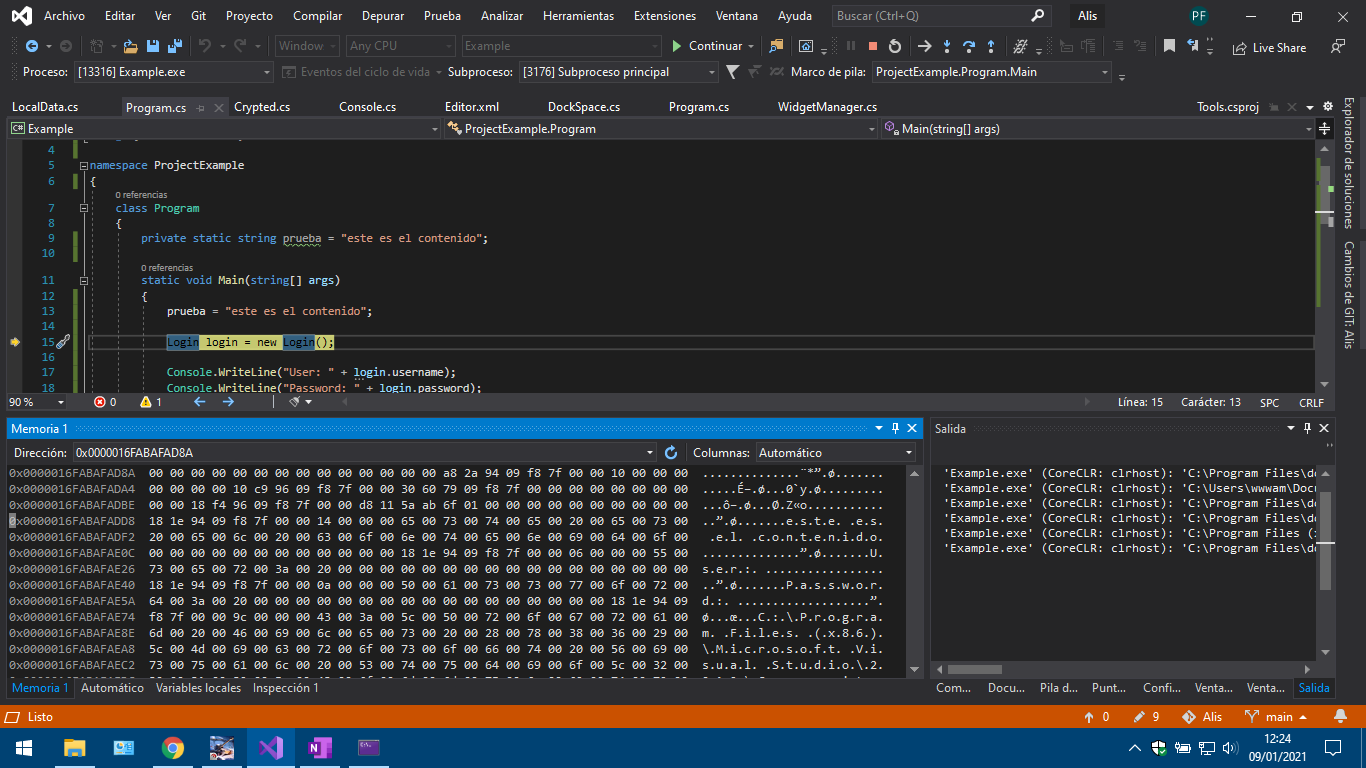 Archivo Editar Ver Git Proyecto Compilar Depurar Prueba Analizar Herramientas Extensiones Ventana Ayuda Buscar (Ctrl+Q) Alis PF
Window Any CPU Example Continuar Live Share
Proceso: [13316] Example.exe Eventos del ciclo de vida Subproceso: [3176] Subproceso principal Marco de pila: ProjectExample.Program.Main
LocalData.cs Program.cs Crypted.cs Console.cs Editor.xml DockSpace.cs Program.cs WidgetManager.cs Tools.csproj
Example ProjectExample.Program Main(string[] args)
4
5 namespace ProjectExample
6 {
0 referencias
7 class Program
8 {
9 private static string prueba = "este es el contenido";
10
0 referencias
11 static void Main(string[] args)
12 {
13 prueba = "este es el contenido";
14
15 Login login = new Login();
16
17 Console.WriteLine("User: " + login.username);
18 Console.WriteLine("Password: " + login.password);
90 % 0 1 Línea: 15 Carácter: 13 SPC CRLF
Explorador de soluciones
Cambios de GIT: Alis
Memoria 1
Dirección: 0x0000016FABAFAD8A Columnas: Automático
0x0000016FABAFAD8A 00 00 00 00 00 00 00 00 00 00 00 00 00 00 a8 2a 94 09 f8 7f 00 00 10 00 00 00 ..............¨*”.ø.......
0x0000016FABAFADA4 00 00 00 00 10 c9 96 09 f8 7f 00 00 30 60 79 09 f8 7f 00 00 00 00 00 00 00 00 .....É–.ø...0`y.ø.........
0x0000016FABAFADBE 00 00 18 f4 96 09 f8 7f 00 00 d8 11 5a ab 6f 01 00 00 00 00 00 00 00 00 00 00 ...ô–.ø...Ø.Z«o...........
0x0000016FABAFADD8 18 1e 94 09 f8 7f 00 00 14 00 00 00 65 00 73 00 74 00 65 00 20 00 65 00 73 00 ..”.ø.......e.s.t.e. .e.s.
0x0000016FABAFADF2 20 00 65 00 6c 00 20 00 63 00 6f 00 6e 00 74 00 65 00 6e 00 69 00 64 00 6f 00 .e.l. .c.o.n.t.e.n.i.d.o.
0x0000016FABAFAE0C 00 00 00 00 00 00 00 00 00 00 00 00 18 1e 94 09 f8 7f 00 00 06 00 00 00 55 00 ..............”.ø.......U.
0x0000016FABAFAE26 73 00 65 00 72 00 3a 00 20 00 00 00 00 00 00 00 00 00 00 00 00 00 00 00 00 00 s.e.r.:. .................
0x0000016FABAFAE40 18 1e 94 09 f8 7f 00 00 0a 00 00 00 50 00 61 00 73 00 73 00 77 00 6f 00 72 00 ..”.ø.......P.a.s.s.w.o.r.
0x0000016FABAFAE5A 64 00 3a 00 20 00 00 00 00 00 00 00 00 00 00 00 00 00 00 00 00 00 18 1e 94 09 d.:. ...................”.
0x0000016FABAFAE74 f8 7f 00 00 9c 00 00 00 43 00 3a 00 5c 00 50 00 72 00 6f 00 67 00 72 00 61 00 ø...œ...C.:.\.P.r.o.g.r.a.
0x0000016FABAFAE8E 6d 00 20 00 46 00 69 00 6c 00 65 00 73 00 20 00 28 00 78 00 38 00 36 00 29 00 m. .F.i.l.e.s. .(.x.8.6.).
0x0000016FABAFAEA8 5c 00 4d 00 69 00 63 00 72 00 6f 00 73 00 6f 00 66 00 74 00 20 00 56 00 69 00 \.M.i.c.r.o.s.o.f.t. .V.i.
0x0000016FABAFAEC2 73 00 75 00 61 00 6c 00 20 00 53 00 74 00 75 00 64 00 69 00 6f 00 5c 00 32 00 s.u.a.l. .S.t.u.d.i.o.\.2.
Memoria 1 Automático Variables locales Inspección 1
Salida
'Example.exe' (CoreCLR: clrhost): 'C:\Program Files\do
'Example.exe' (CoreCLR: clrhost): 'C:\Users\wwwam\Docu
'Example.exe' (CoreCLR: clrhost): 'C:\Program Files\do
'Example.exe' (CoreCLR: clrhost): 'C:\Program Files\do
'Example.exe' (CoreCLR: clrhost): 'C:\Program Files (x
'Example.exe' (CoreCLR: clrhost): 'C:\Program Files\do
Com... Docu... Pila d... Punt... Confi... Venta... Venta... Salida
Listo 0 9 Alis main
12:24
09/01/2021